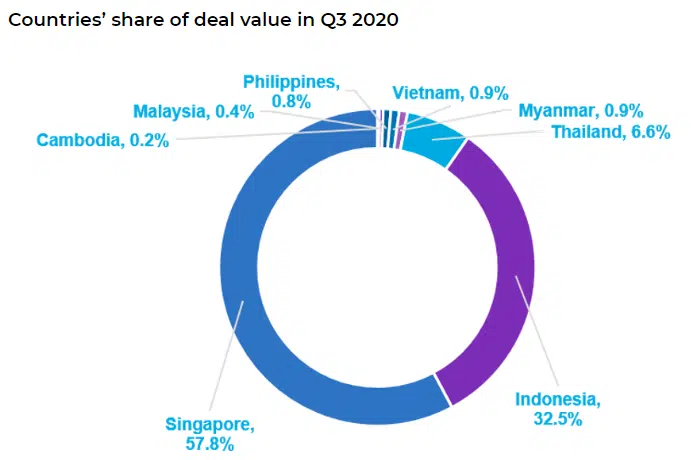 Countries’ share of deal value in Q3 2020
Philippines,
0.8%
Vietnam, 0.9%
Malaysia, 0.4%
Myanmar, 0.9%
Thailand, 6.6%
Cambodia, 0.2%
Indonesia,
32.5%
Singapore,
57.8%